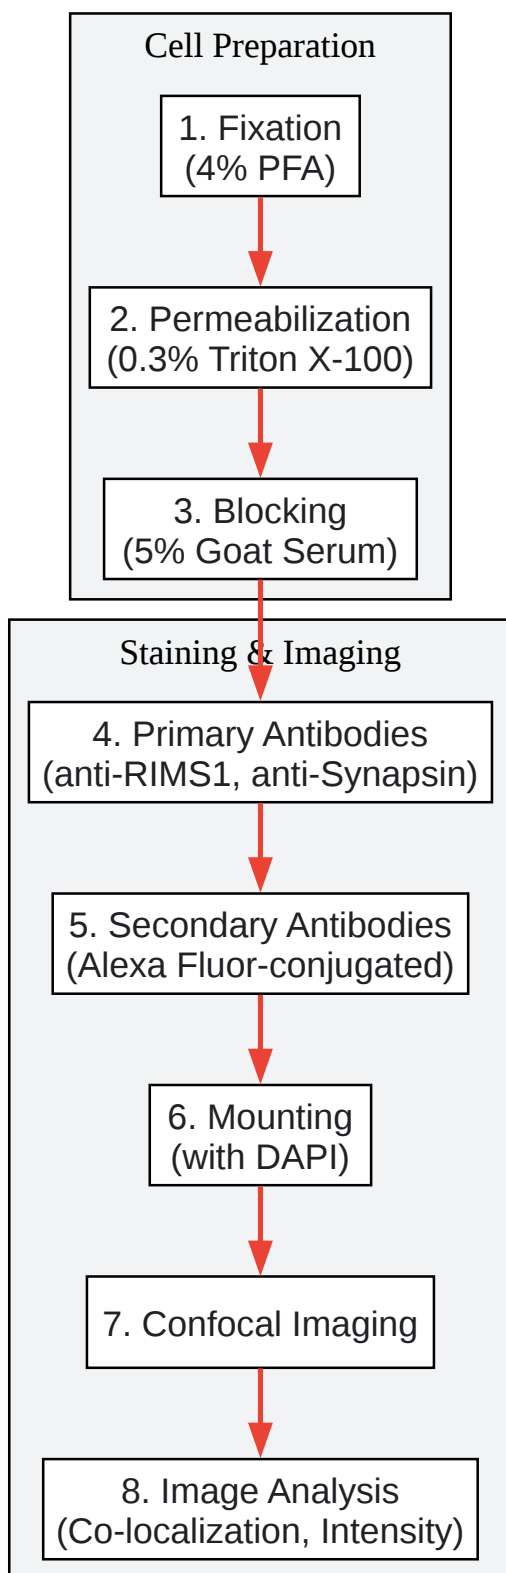 Cell Preparation
1. Fixation
(4% PFA)
2. Permeabilization
(0.3% Triton X-100)
3. Blocking
(5% Goat Serum)
Staining & Imaging
4. Primary Antibodies
(anti-RIMS1, anti-Synapsin)
5. Secondary Antibodies
(Alexa Fluor-conjugated)
6. Mounting
(with DAPI)
7. Confocal Imaging
8. Image Analysis
(Co-localization, Intensity)